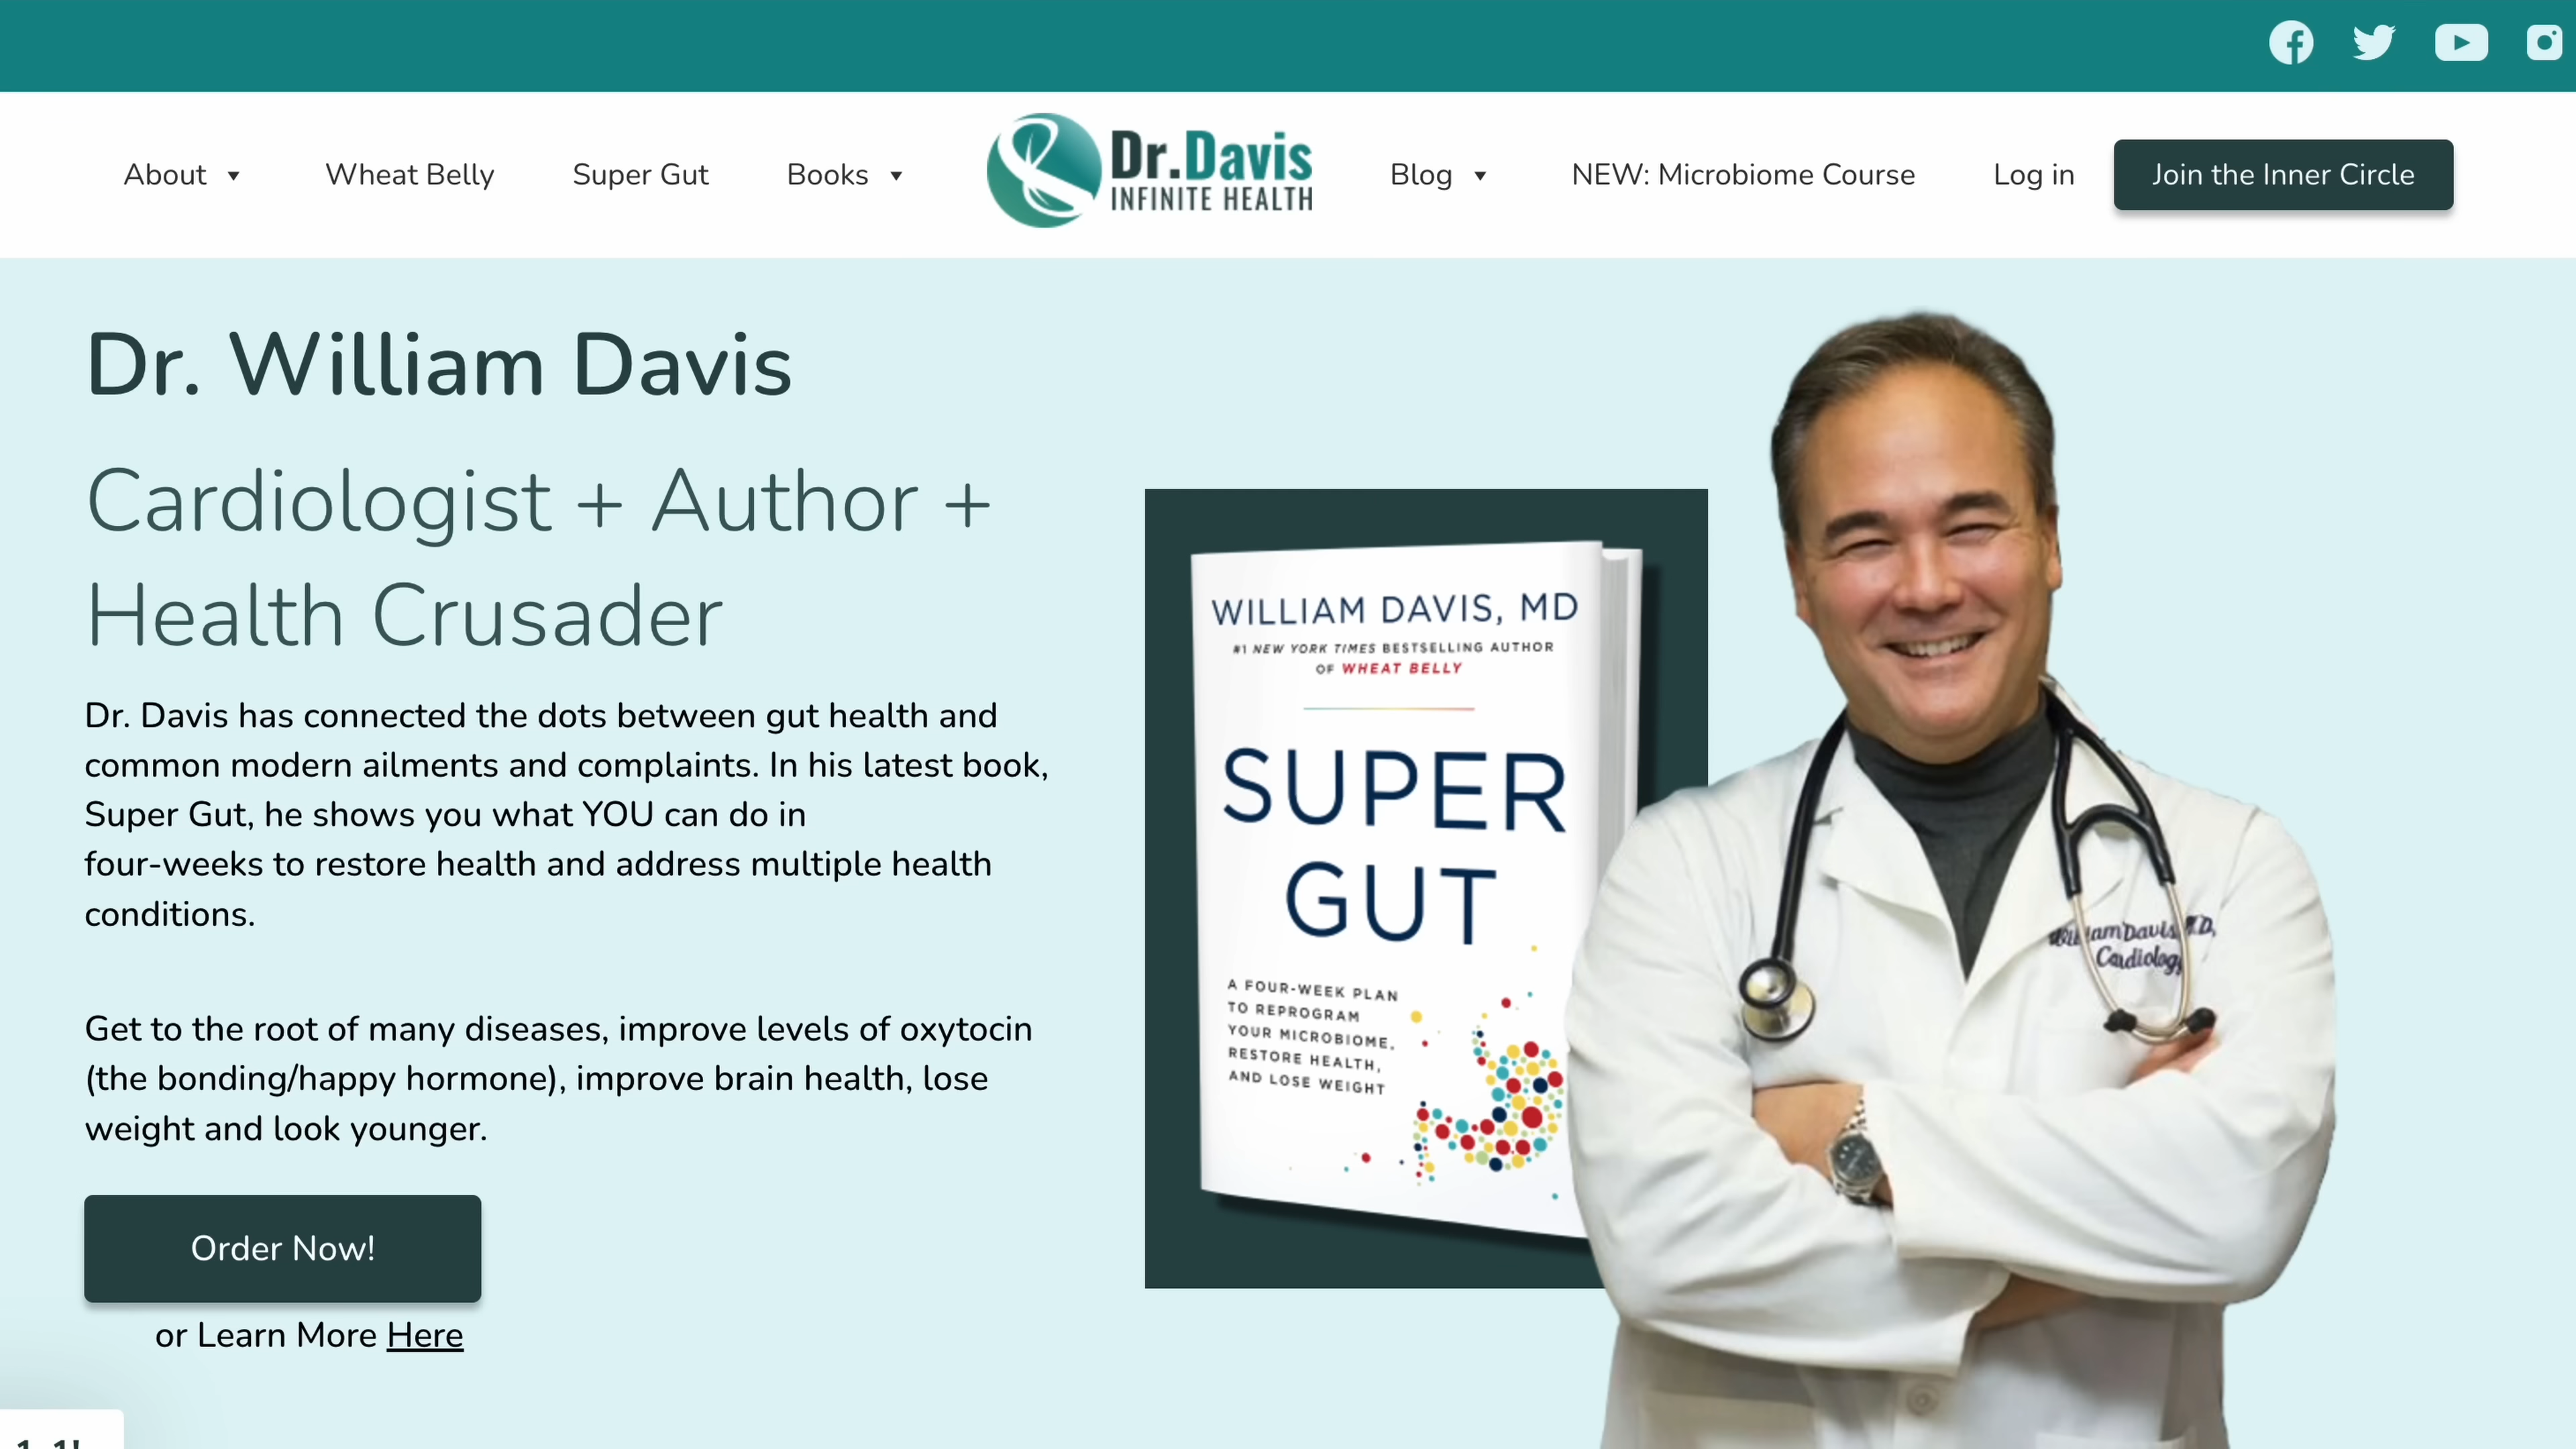 About
Wheat Belly
Super Gut
Books
Dr.Davis
INFINITE HEALTH
Blog
NEW: Microbiome Course
Log in
Join the Inner Circle
Dr. William Davis
Cardiologist + Author +
Health Crusader
Dr. Davis has connected the dots between gut health and
common modern ailments and complaints. In his latest book,
Super Gut, he shows you what YOU can do in
four-weeks to restore health and address multiple health
conditions.
Get to the root of many diseases, improve levels of oxytocin
(the bonding/happy hormone), improve brain health, lose
weight and look younger.
Order Now!
or Learn More Here
WILLIAM DAVIS, MD
#1 NEW YORK TIMES BESTSELLING AUTHOR
OF WHEAT BELLY
SUPER
GUT
A FOUR-WEEK PLAN
TO REPROGRAM
YOUR MICROBIOME,
RESTORE HEALTH,
AND LOSE WEIGHT
William Davis, M.D,
Cardiology